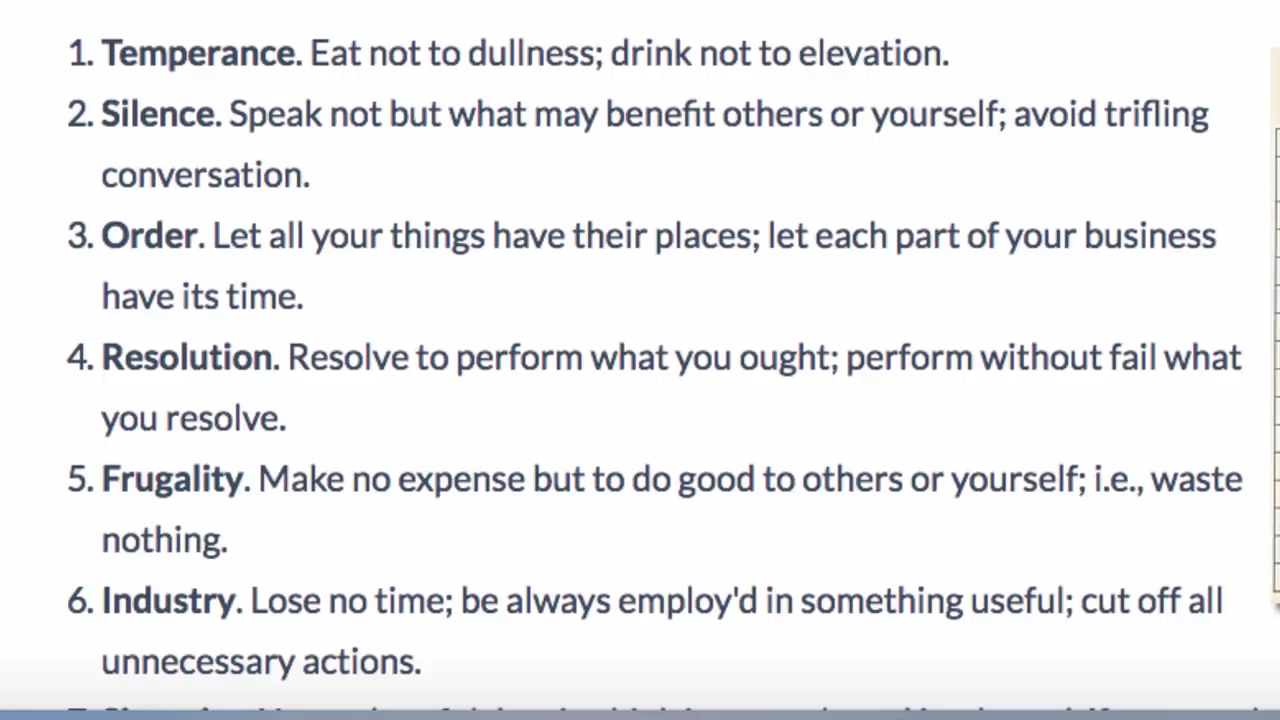 1. Temperance. Eat not to dullness; drink not to elevation.
2. Silence. Speak not but what may benefit others or yourself; avoid trifling
conversation.
3. Order. Let all your things have their places; let each part of your business
have its time.
4. Resolution. Resolve to perform what you ought; perform without fail what
you resolve.
5. Frugality. Make no expense but to do good to others or yourself; i.e., waste
nothing.
6. Industry. Lose no time; be always employ'd in something useful; cut off all
unnecessary actions.